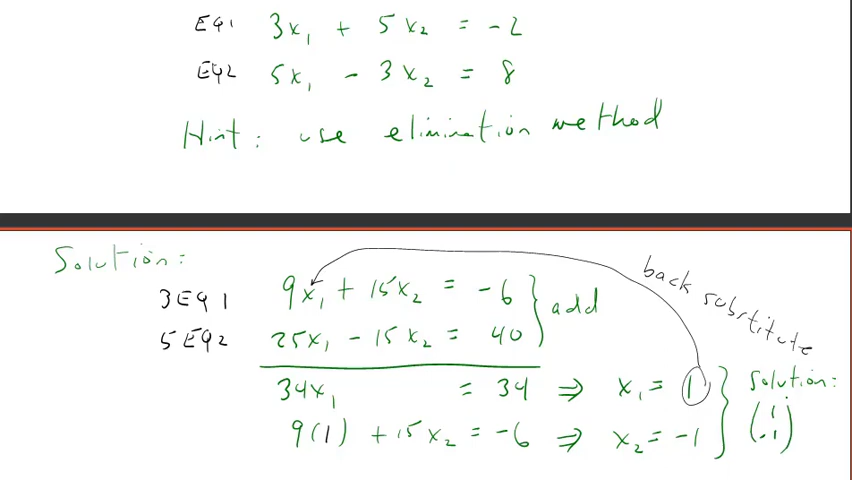 EQ1 3x₁ + 5x₂ = -2
EQ2 5x₁ - 3x₂ = 8
Hint: use elimination method
Solution:
back substitute
3EQ1 9x₁ + 15x₂ = -6
add
5EQ2 25x₁ - 15x₂ = 40
34x₁ = 34 ⇒ x₁ = 1
solution:
9(1) + 15x₂ = -6 ⇒ x₂ = -1
(1
-1)